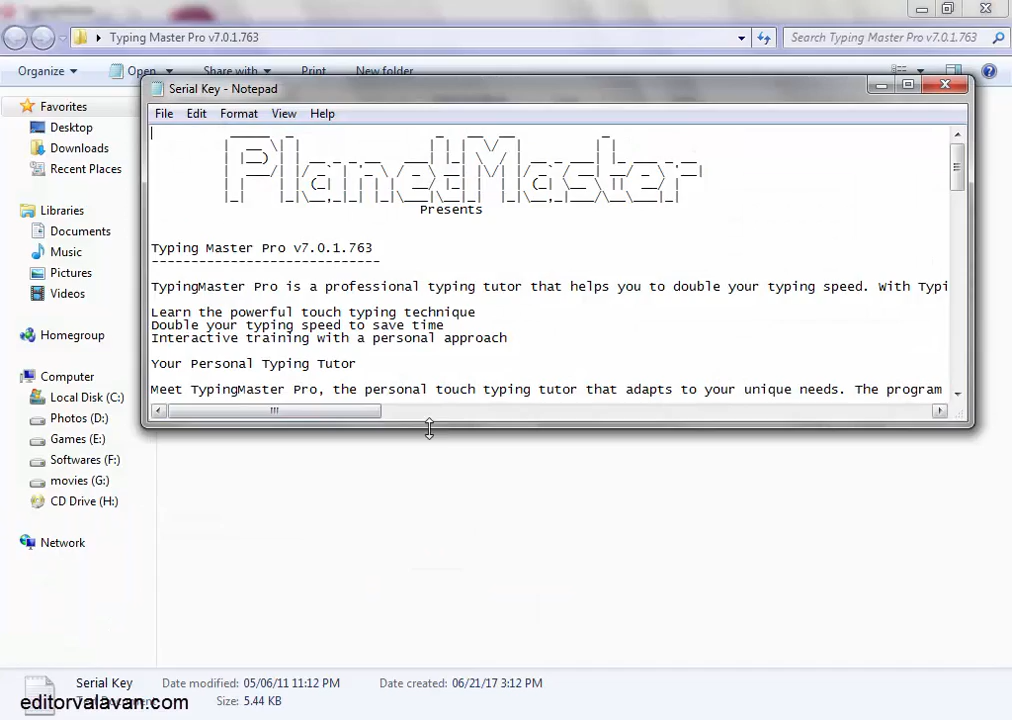 Typing Master Pro v7.0.1.763
Search Typing Master Pro v7.0.1.763
Organize
Open
Share with
Print
New folder
Serial Key - Notepad
File Edit Format View Help
PlanetMaster
Presents
Typing Master Pro v7.0.1.763
-----------------------------
TypingMaster Pro is a professional typing tutor that helps you to double your typing speed. With Typi
Learn the powerful touch typing technique
Double your typing speed to save time
Interactive training with a personal approach
Your Personal Typing Tutor
Meet TypingMaster Pro, the personal touch typing tutor that adapts to your unique needs. The program
Favorites
Desktop
Downloads
Recent Places
Libraries
Documents
Music
Pictures
Videos
Homegroup
Computer
Local Disk (C:)
Photos (D:)
Games (E:)
Softwares (F:)
movies (G:)
CD Drive (H:)
Network
Serial Key
Date modified: 05/06/11 11:12 PM
Date created: 06/21/17 3:12 PM
Size: 5.44 KB
editorvalavan.com